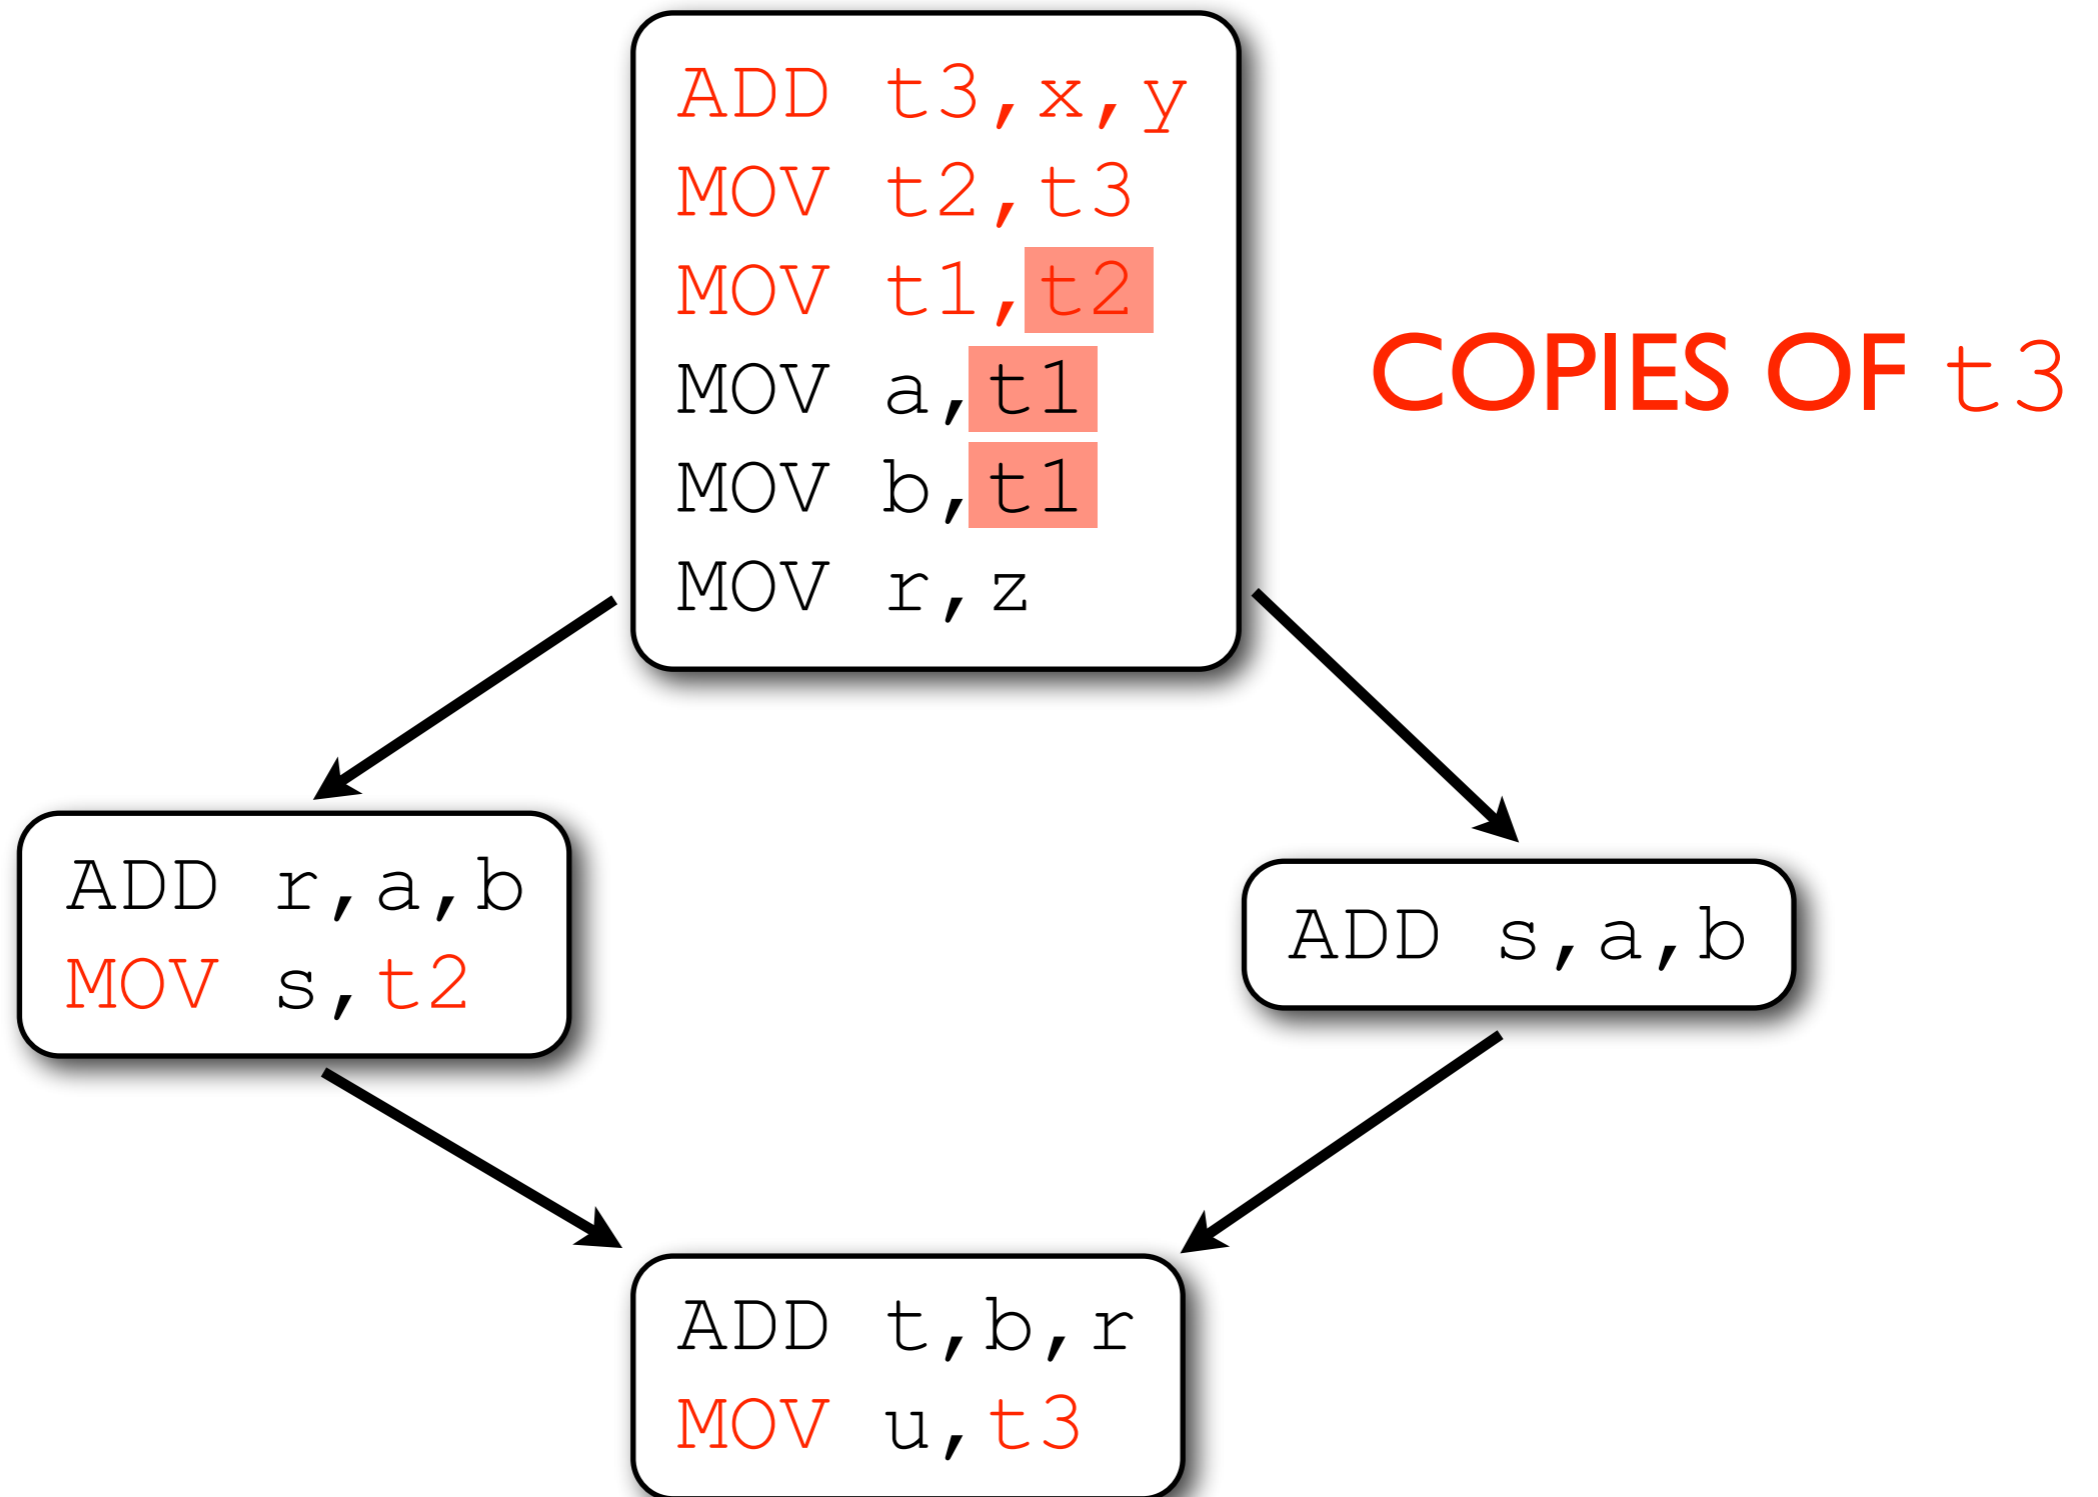 ADD t3,x,y
MOV t2,t3
MOV t1,t2
MOV a,t1
MOV b,t1
MOV r,z
COPIES OF t3
ADD r,a,b
MOV s,t2
ADD s,a,b
ADD t,b,r
MOV u,t3